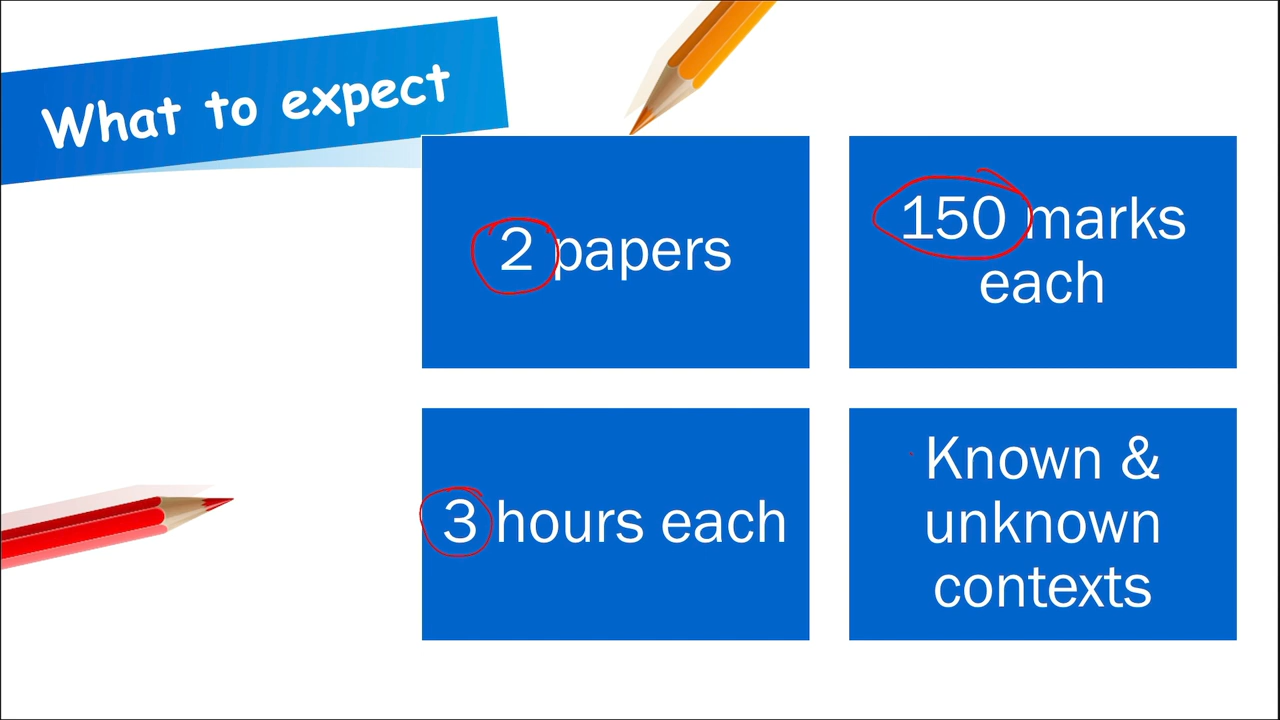 What to expect
2 papers
150 marks
each
3 hours each
Known &
unknown
contexts